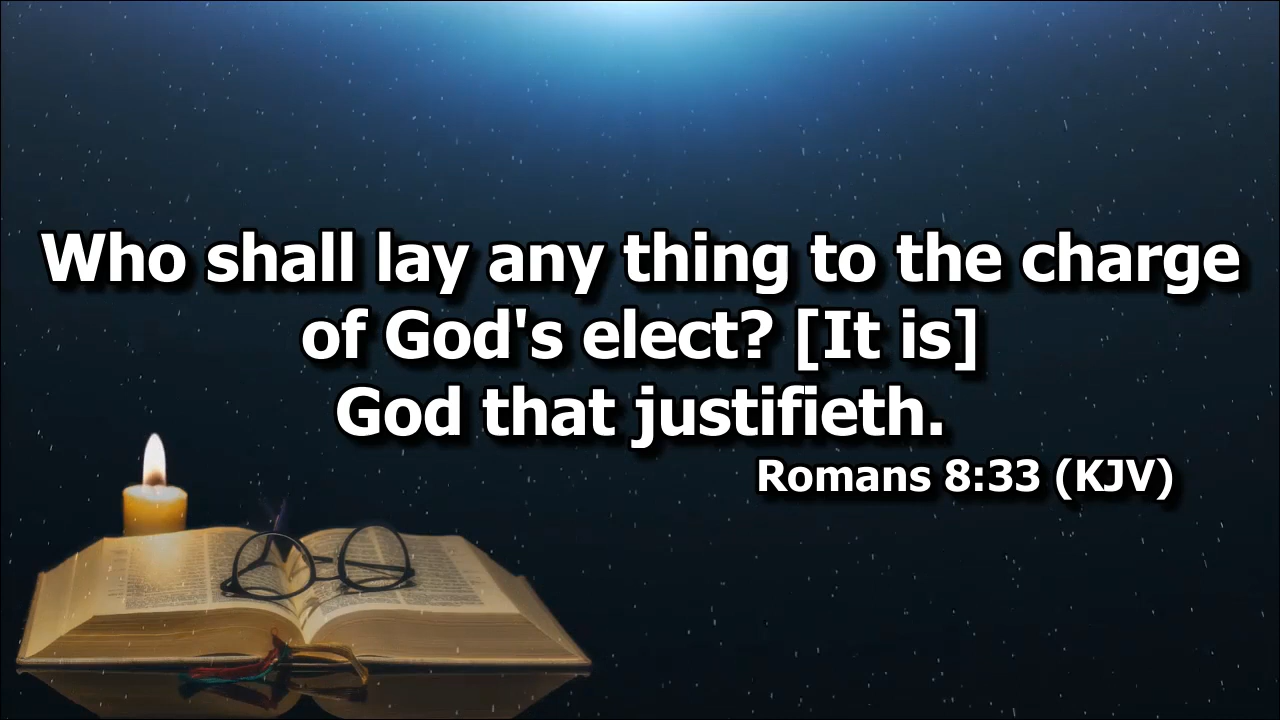 Who shall lay any thing to the charge
of God's elect? [It is]
God that justifieth.
Romans 8:33 (KJV)